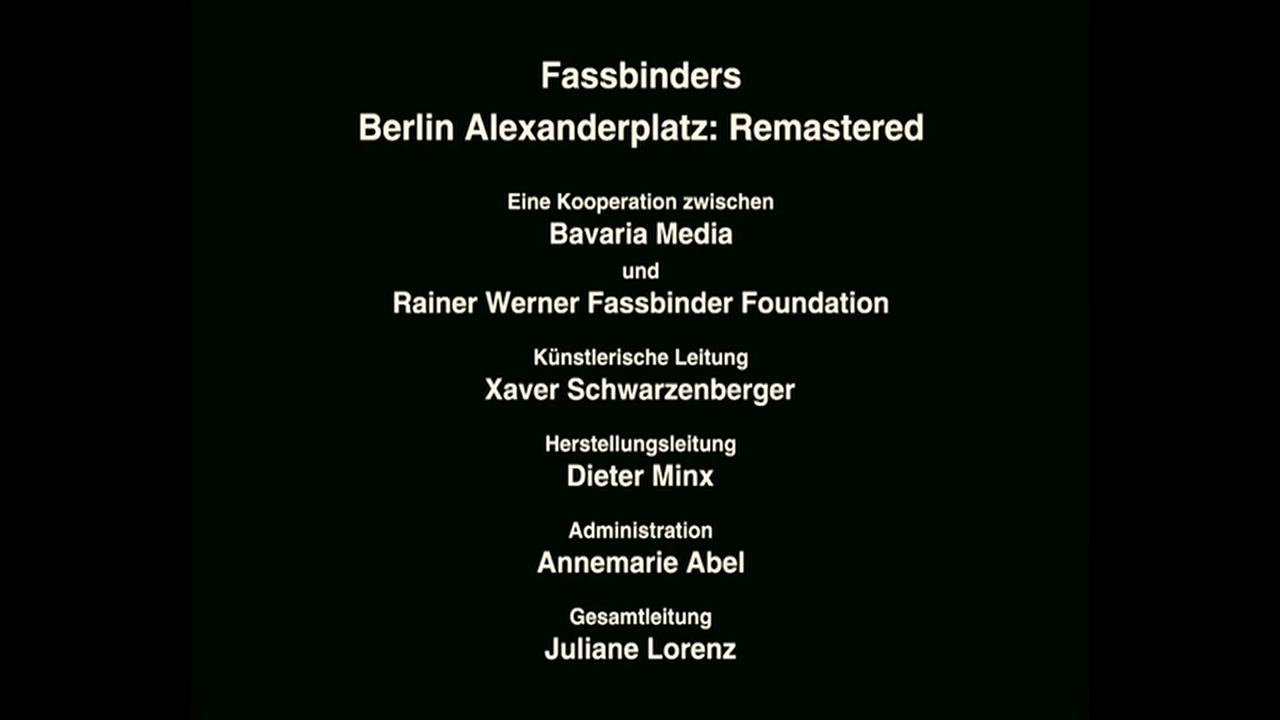 Fassbinders
Berlin Alexanderplatz: Remastered
Eine Kooperation zwischen
Bavaria Media
und
Rainer Werner Fassbinder Foundation
Künstlerische Leitung
Xaver Schwarzenberger
Herstellungsleitung
Dieter Minx
Administration
Annemarie Abel
Gesamtleitung
Juliane Lorenz